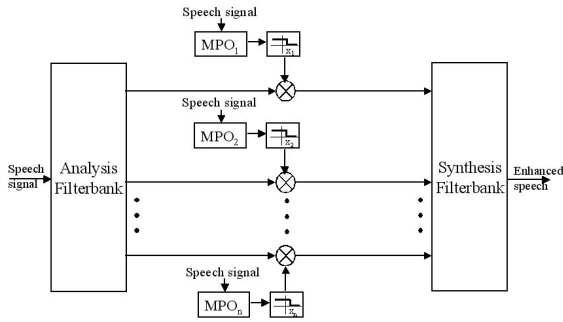 Speech signal
MPO1
x1
Speech signal
MPO2
x2
Speech
signal
Analysis
Filterbank
Synthesis
Filterbank
Enhanced
speech
Speech signal
MPOn
xn